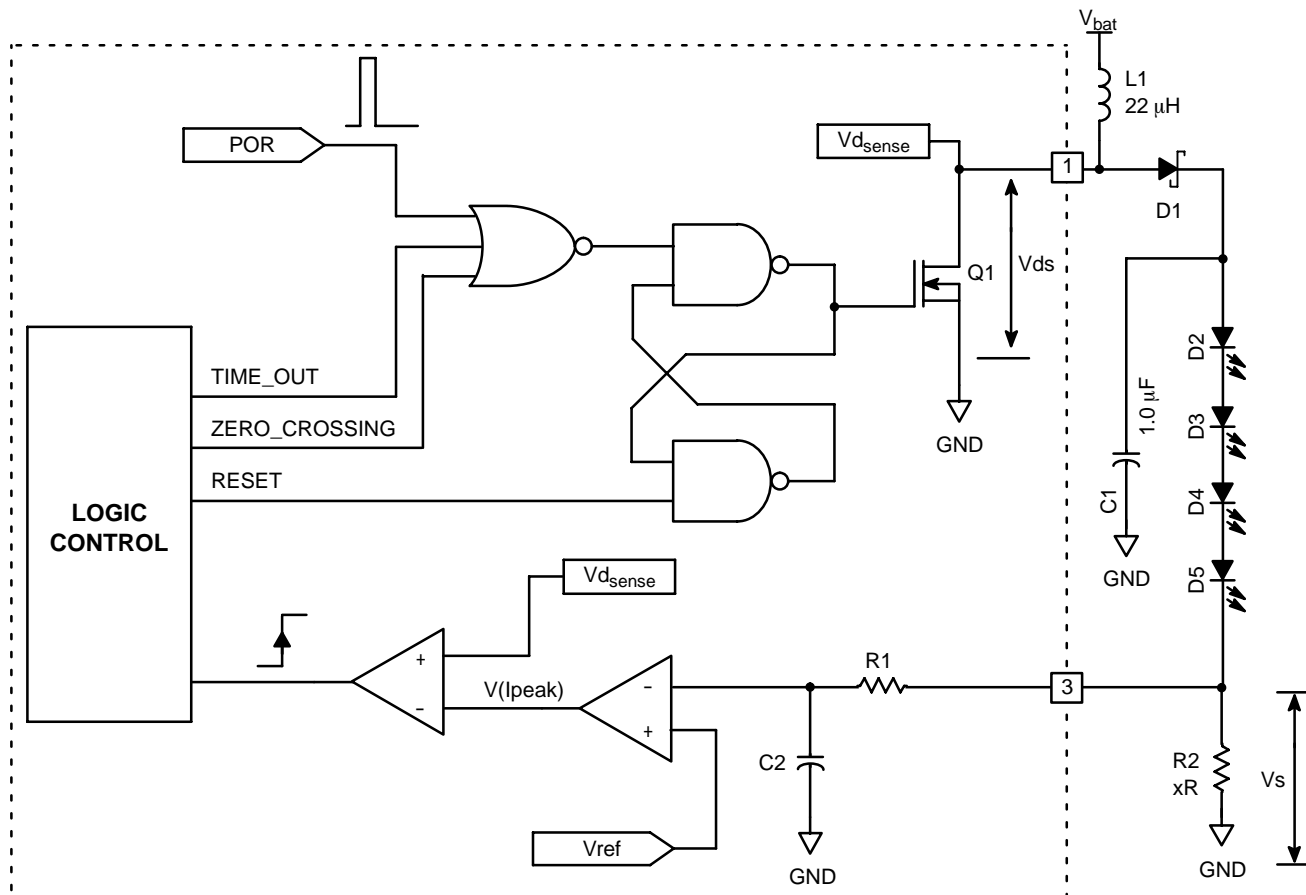 V_bat
L1
22 μH
POR
Vd_sense
1
D1
Q1
Vds
D2
TIME_OUT
1.0 μF
D3
ZERO_CROSSING
GND
RESET
D4
C1
LOGIC
CONTROL
GND
D5
Vd_sense
+
V(Ipeak)
-
-
+
R1
3
C2
R2
xR
Vs
Vref
GND
GND